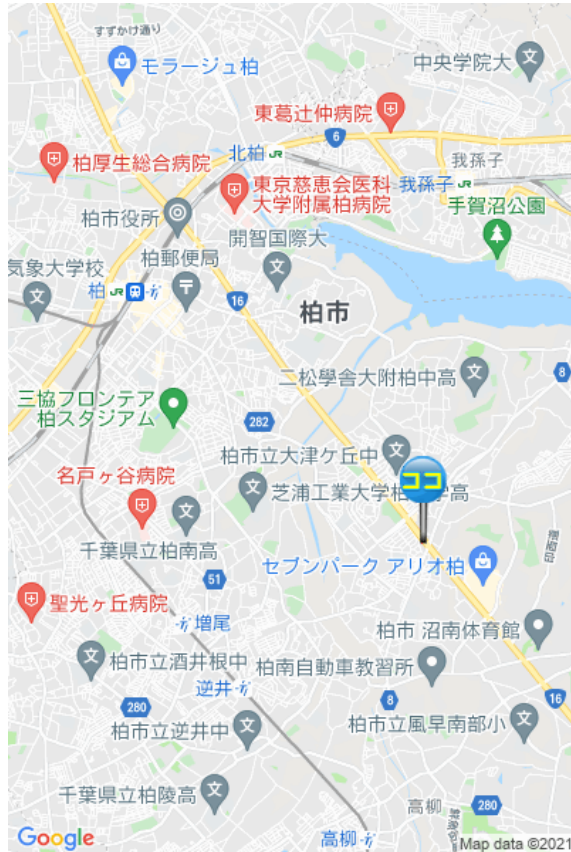 すずかけ通り
モラージュ柏
中央学院大
東葛辻仲病院
6
北柏
我孫子
柏厚生総合病院
東京慈恵会医科
大学附属柏病院
我孫子
手賀沼公園
柏市役所
開智国際大
柏郵便局
気象大学校
柏
16
柏市
三協フロンテア
柏スタジアム
二松學舎大附柏中高
8
282
柏市立大津ケ丘中
ココ
名戸ヶ谷病院
芝浦工業大学柏
高
千葉県立柏南高
セブンパーク アリオ柏
51
聖光ヶ丘病院
増尾
柏市 沼南体育館
柏市立酒井根中
柏南自動車教習所
逆井
280
8
16
柏市立逆井中
柏市立風早南部小
千葉県立柏陵高
高柳
280
高柳
Google
Map data ©2021